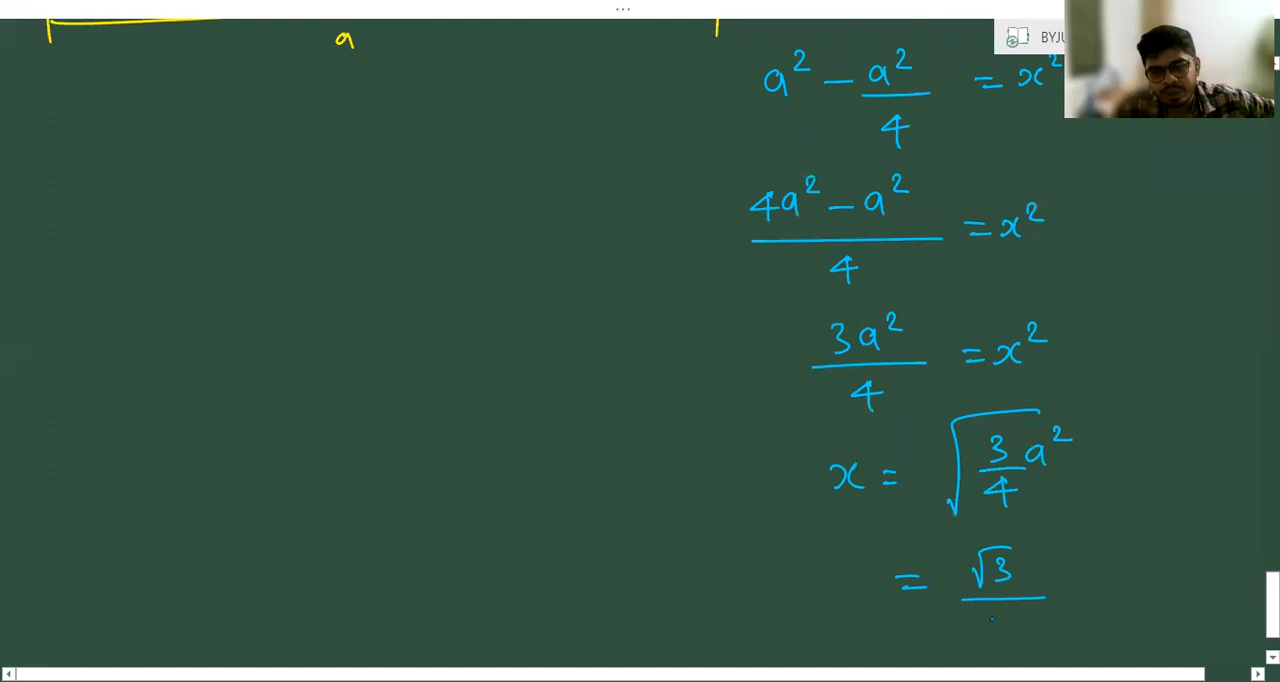 a
BYJU
a² − a²/4 = x²
4a² − a²/4 = x²
3a²/4 = x²
x = √3/4 a²
= √3